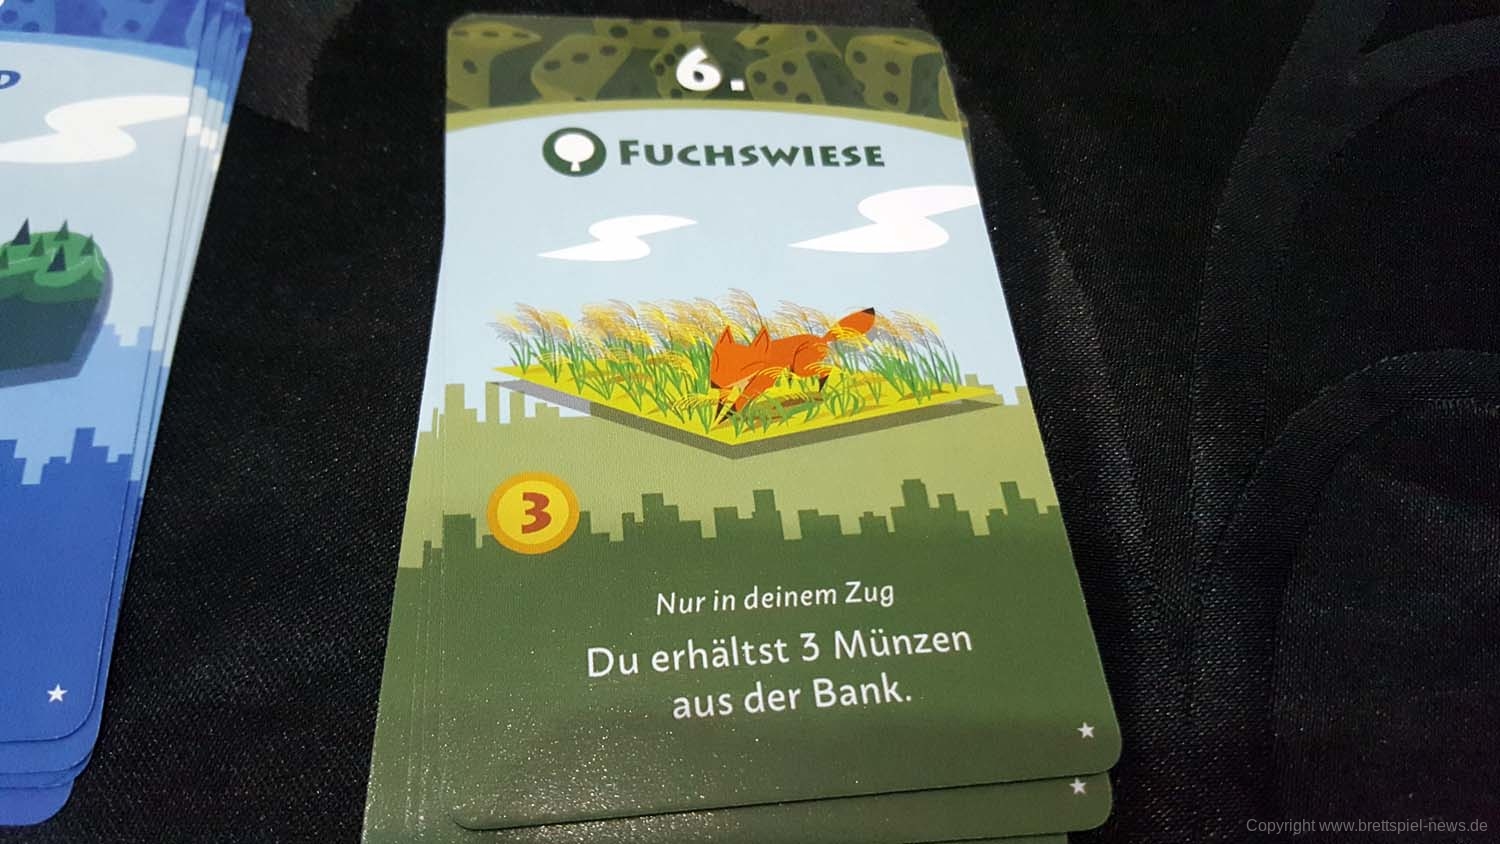 6.
FUCHSWIESE
3
Nur in deinem Zug
Du erhältst 3 Münzen
aus der Bank.
Copyright www.brettspiel-news.de